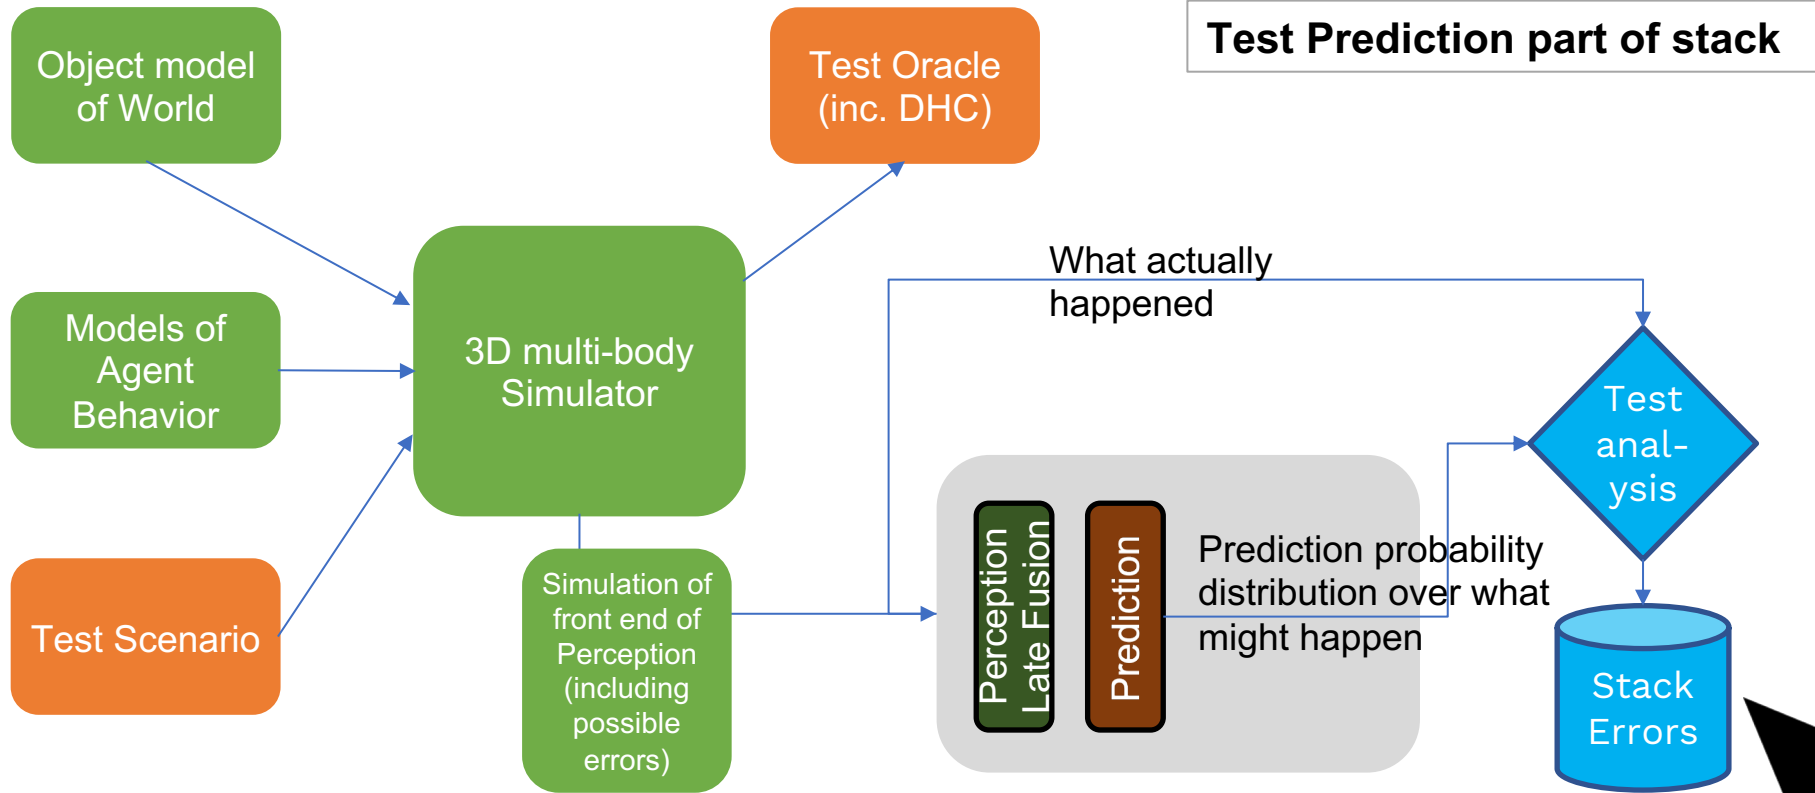 Test Prediction part of stack
Object model
of World
Test Oracle
(inc. DHC)
Models of
Agent
Behavior
3D multi-body
Simulator
What actually
happened
Test
anal-
ysis
Test Scenario
Simulation of
front end of
Perception
(including
possible
errors)
Perception
Late Fusion
Prediction
Prediction probability
distribution over what
might happen
Stack
Errors